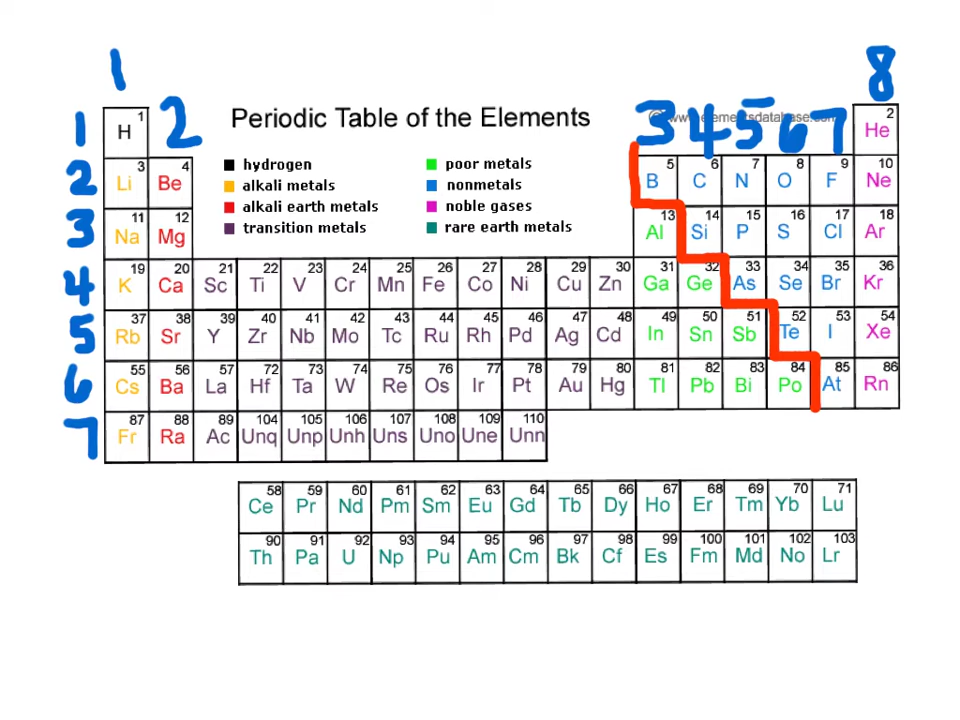 1 8
1 H 1 2 Periodic Table of the Elements 3 4 5 6 7 He 2
hydrogen poor metals
2 Li 3 Be 4 alkali metals nonmetals B 5 C 6 N 7 O 8 F 9 Ne 10
alkali earth metals noble gases
3 Na 11 Mg 12 transition metals rare earth metals Al 13 Si 14 P 15 S 16 Cl 17 Ar 18
4 K 19 Ca 20 Sc 21 Ti 22 V 23 Cr 24 Mn 25 Fe 26 Co 27 Ni 28 Cu 29 Zn 30 Ga 31 Ge 32 As 33 Se 34 Br 35 Kr 36
5 Rb 37 Sr 38 Y 39 Zr 40 Nb 41 Mo 42 Tc 43 Ru 44 Rh 45 Pd 46 Ag 47 Cd 48 In 49 Sn 50 Sb 51 Te 52 I 53 Xe 54
6 Cs 55 Ba 56 La 57 Hf 72 Ta 73 W 74 Re 75 Os 76 Ir 77 Pt 78 Au 79 Hg 80 Tl 81 Pb 82 Bi 83 Po 84 At 85 Rn 86
7 Fr 87 Ra 88 Ac 89 Unq 104 Unp 105 Unh 106 Uns 107 Uno 108 Une 109 Unn 110
Ce 58 Pr 59 Nd 60 Pm 61 Sm 62 Eu 63 Gd 64 Tb 65 Dy 66 Ho 67 Er 68 Tm 69 Yb 70 Lu 71
Th 90 Pa 91 U 92 Np 93 Pu 94 Am 95 Cm 96 Bk 97 Cf 98 Es 99 Fm 100 Md 101 No 102 Lr 103